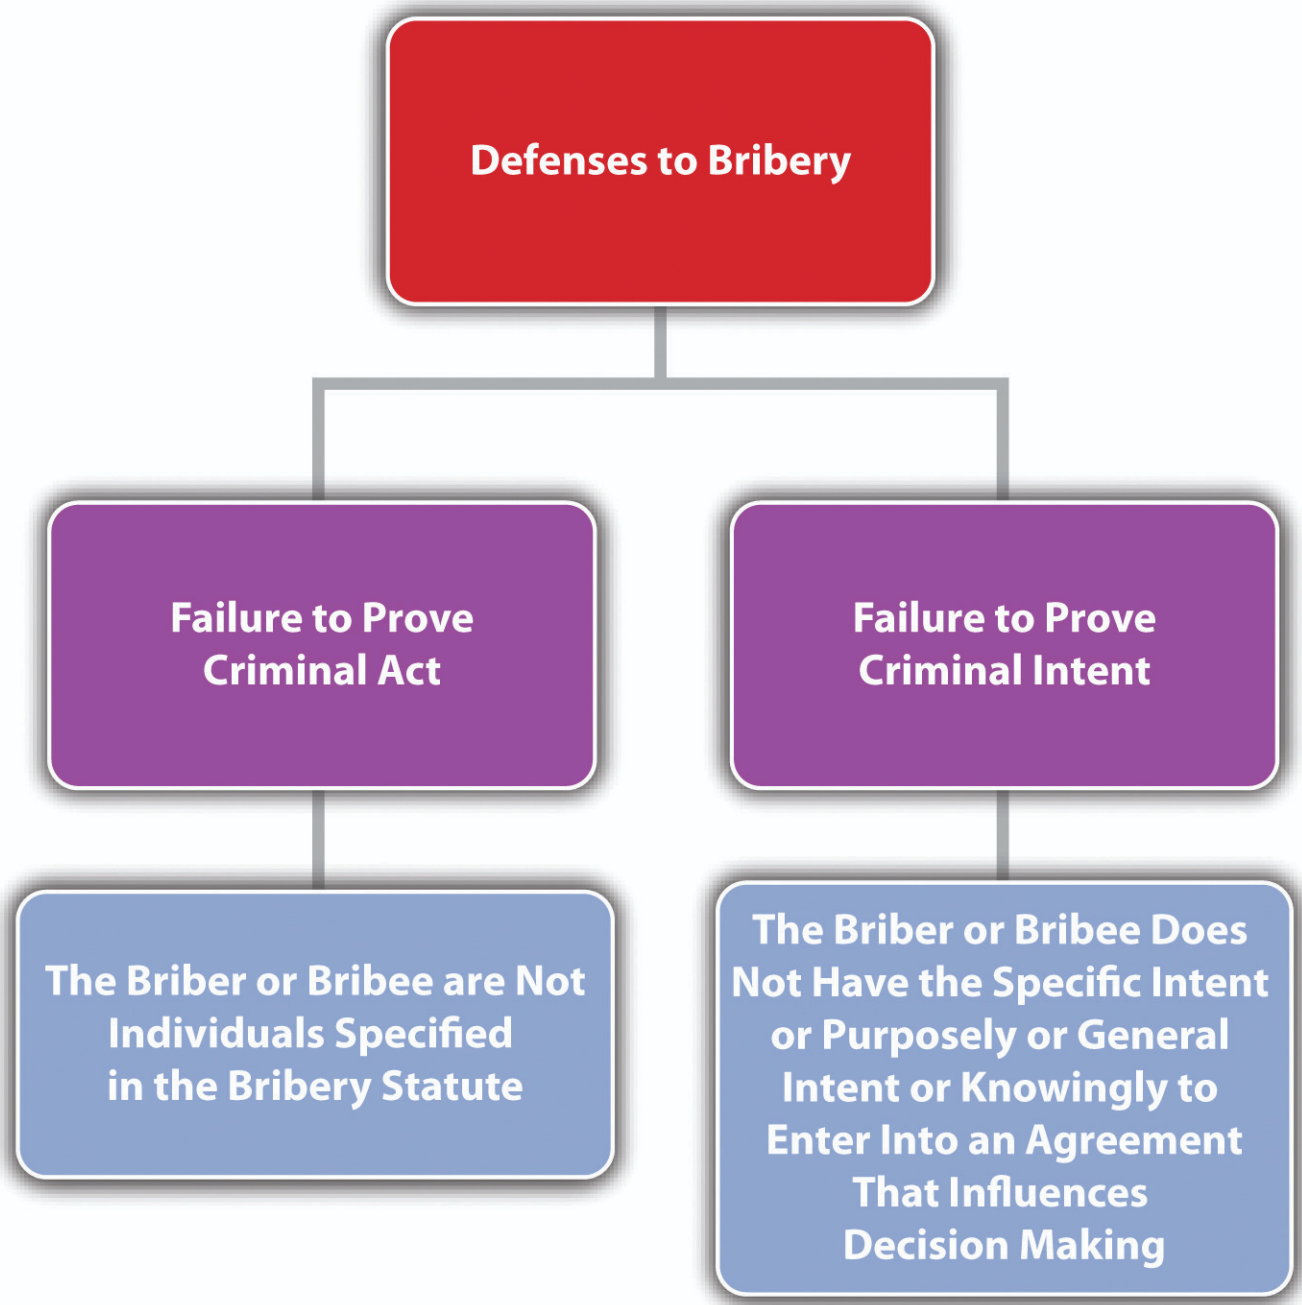 Defenses to Bribery
Failure to Prove
Criminal Act
Failure to Prove
Criminal Intent
The Briber or Bribee are Not
Individuals Specified
in the Bribery Statute
The Briber or Bribee Does
Not Have the Specific Intent
or Purposely or General
Intent or Knowingly to
Enter Into an Agreement
That Influences
Decision Making